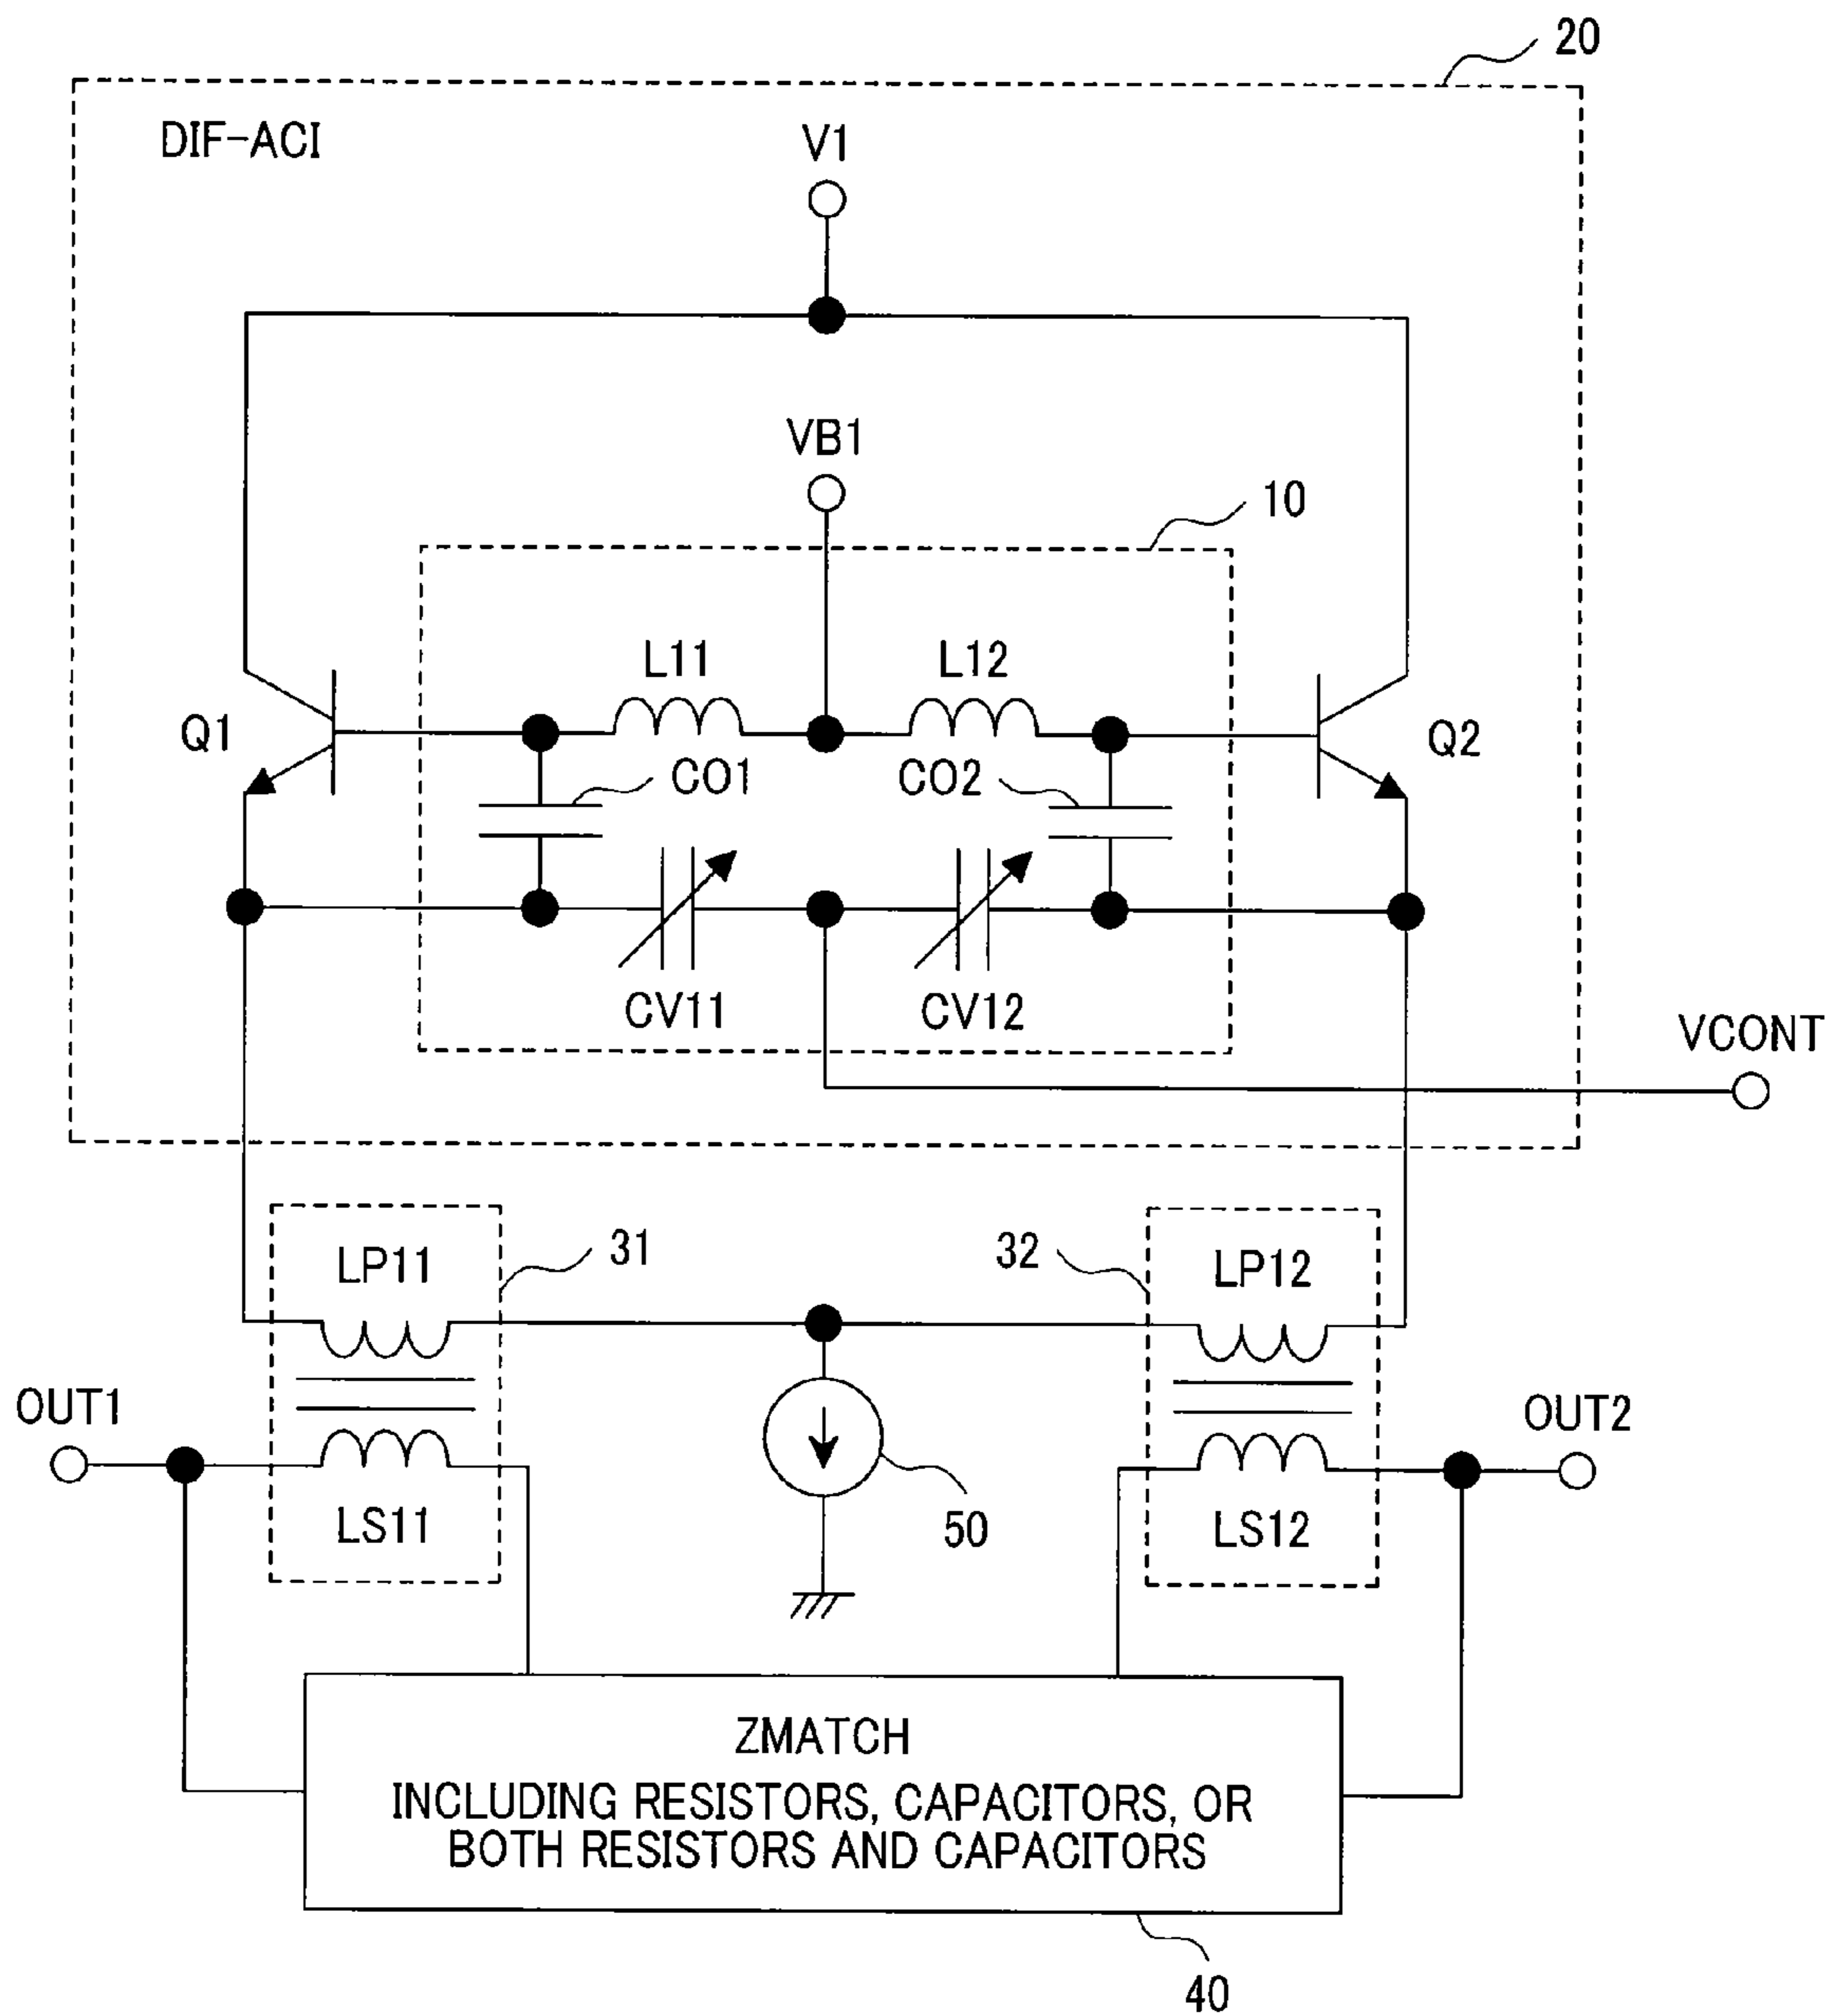 20
DIF-ACI
V1
VB1
10
L11
L12
Q1
Q2
CO1
CO2
CV11
CV12
VCONT
31
32
LP11
LP12
OUT1
OUT2
LS11
50
LS12
ZMATCH
INCLUDING RESISTORS, CAPACITORS, OR
BOTH RESISTORS AND CAPACITORS
40